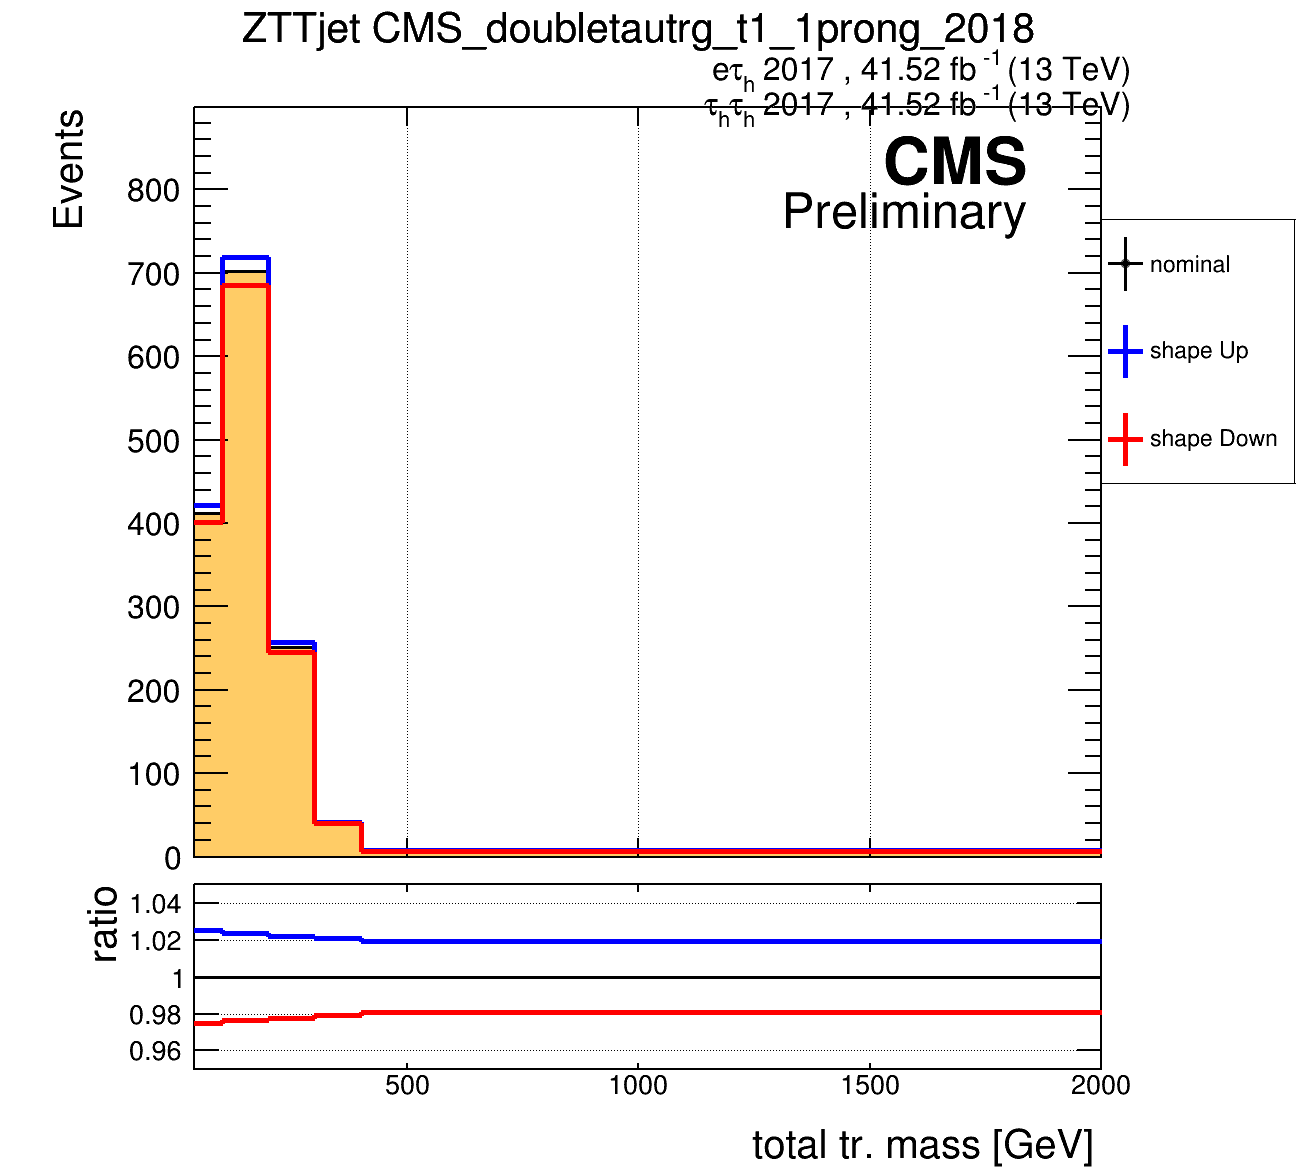 ZTTjet CMS_doubletautrg_t1_1prong_2018
eτh 2017 , 41.52 fb-1 (13 TeV)
τhτh 2017 , 41.52 fb-1 (13 TeV)
CMS
Preliminary
Events
800
700
600
500
400
300
200
100
0
nominal
shape Up
shape Down
ratio
1.04
1.02
1
0.98
0.96
500 1000 1500 2000
total tr. mass [GeV]